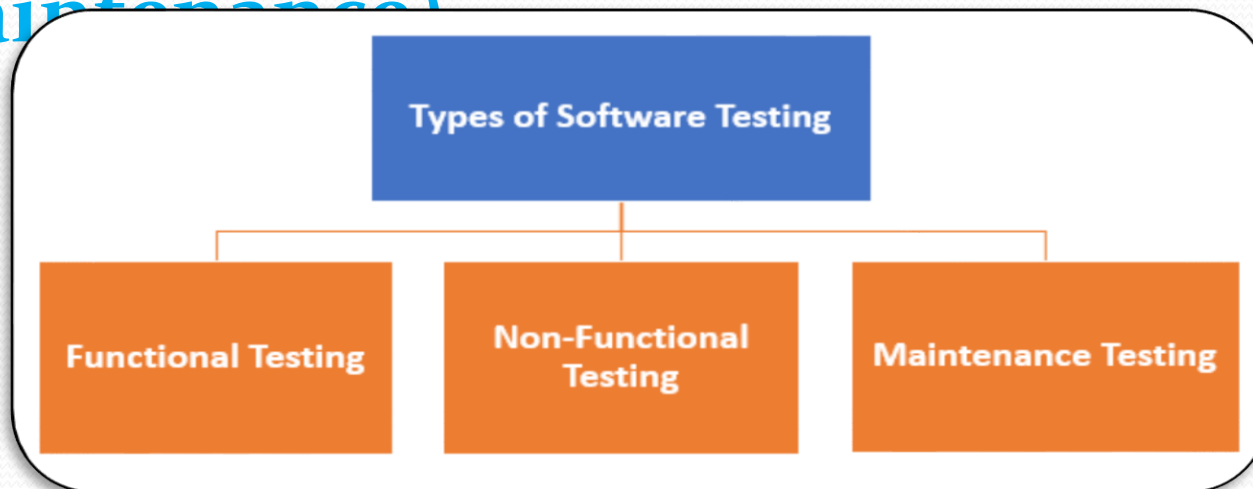 Types of Software Testing
Functional Testing
Non-Functional
Testing
Maintenance Testing